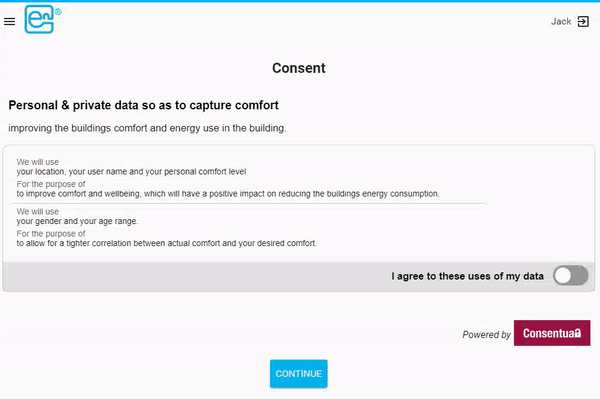 en®
Jack
Consent
Personal & private data so as to capture comfort
improving the buildings comfort and energy use in the building.
We will use
your location, your user name and your personal comfort level
For the purpose of
to improve comfort and wellbeing, which will have a positive impact on reducing the buildings energy consumption.
We will use
your gender and your age range.
For the purpose of
to allow for a tighter correlation between actual comfort and your desired comfort.
I agree to these uses of my data
Powered by Consentua
CONTINUE